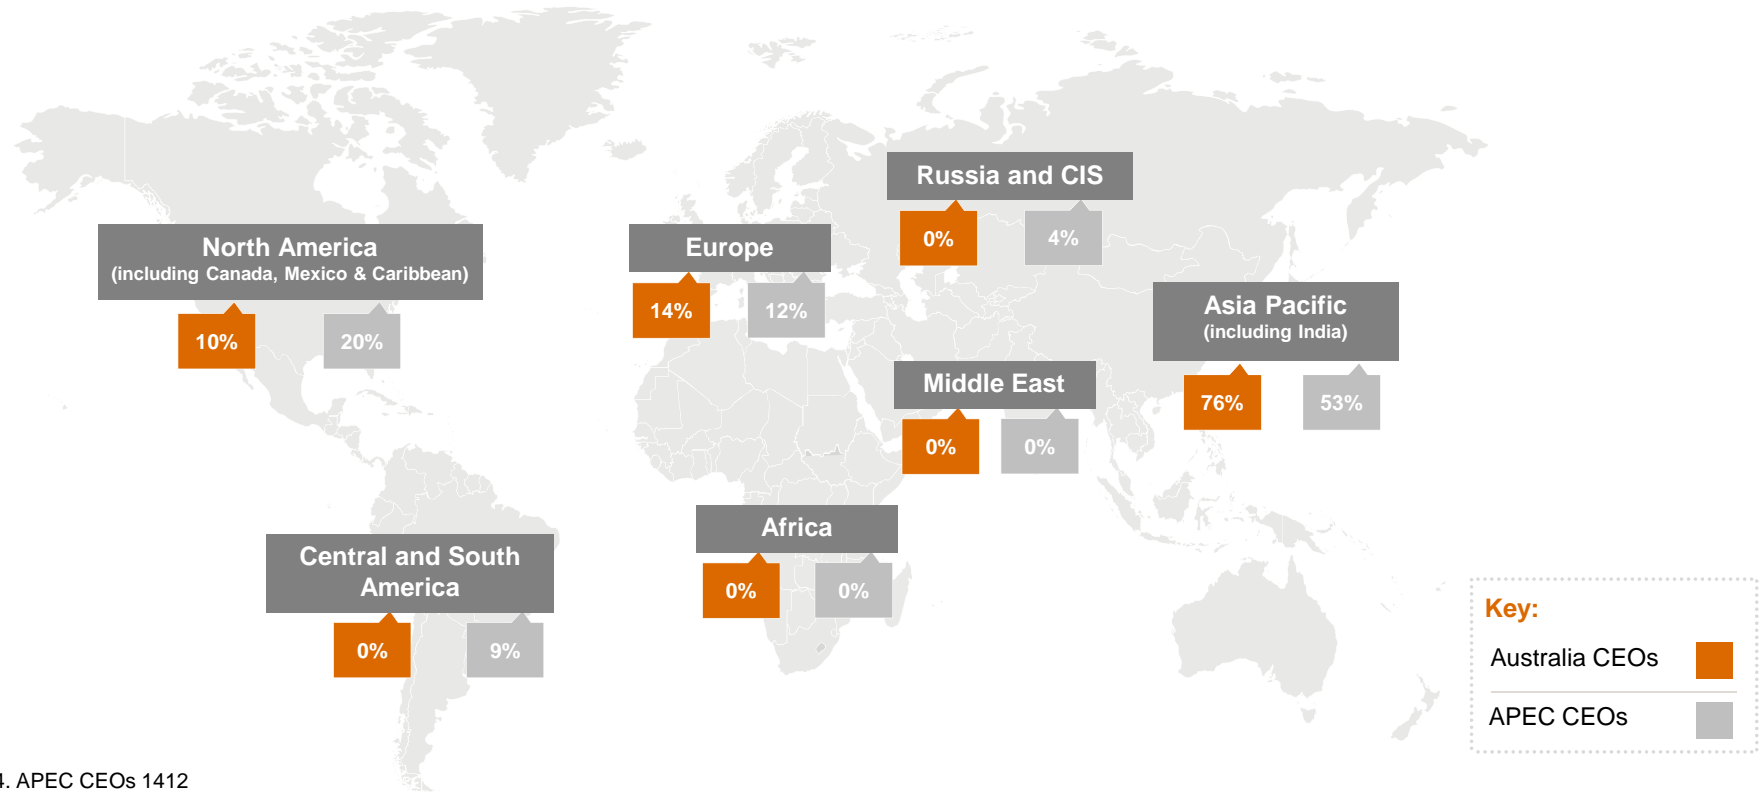 Russia and CIS
0%
4%
North America
(including Canada, Mexico & Caribbean)
10%
20%
Europe
14%
12%
Asia Pacific
(including India)
76%
53%
Middle East
0%
0%
Africa
0%
0%
Central and South
America
0%
9%
Key:
Australia CEOs
APEC CEOs
4. APEC CEOs 1412